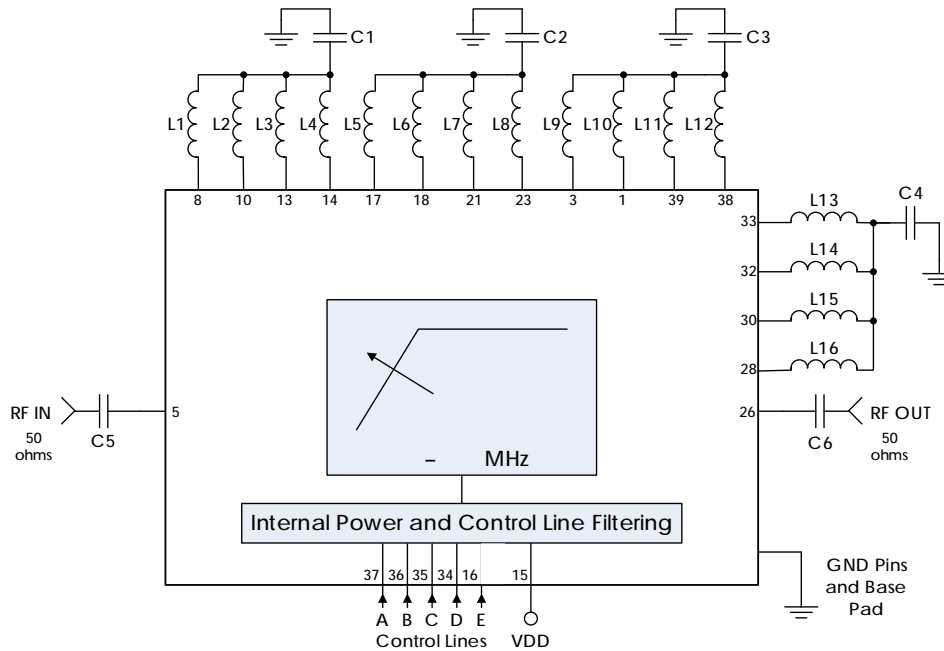 C1
C2
C3
L1 L2 L3 L4 L5 L6 L7 L8 L9 L10 L11 L12
8 10 13 14 17 18 21 23 3 1 39 38
33
L13
C4
32
L14
30
L15
28
L16
RF IN
50
ohms
C5
5
26
C6
RF OUT
50
ohms
– MHz
Internal Power and Control Line Filtering
37 36 35 34 16 15
A B C D E
Control Lines
VDD
GND Pins
and Base
Pad